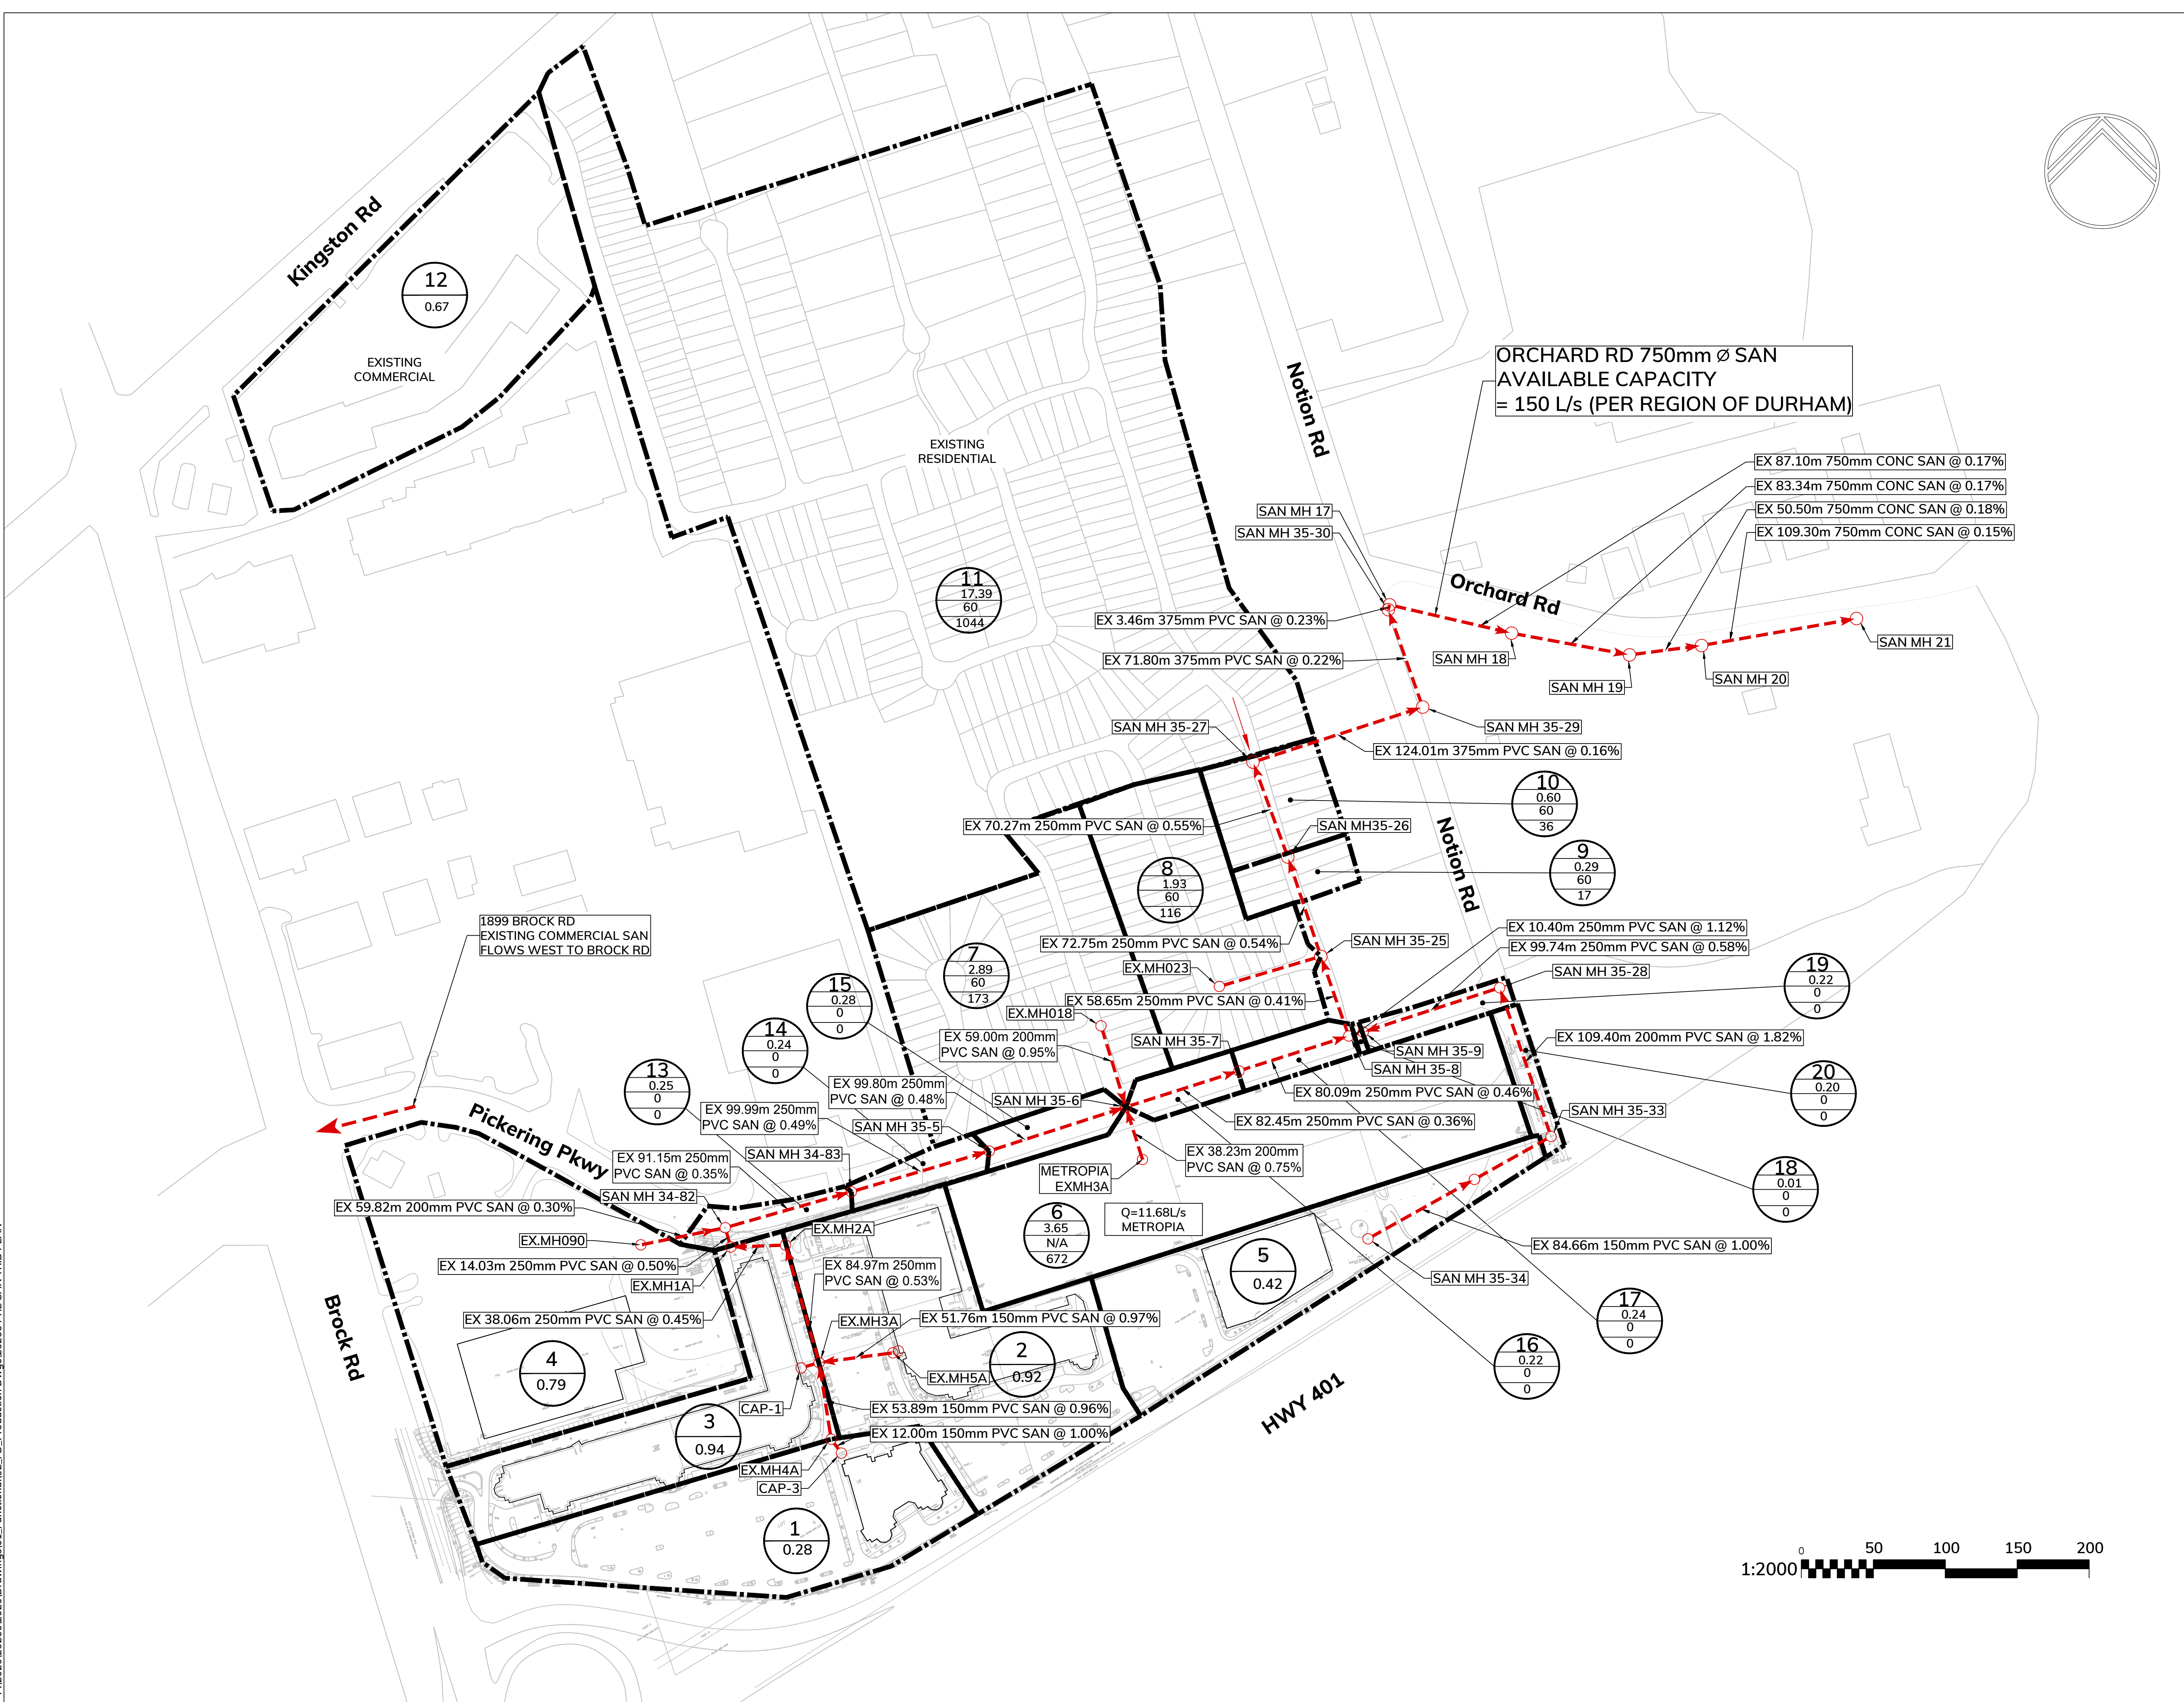 Kingston Rd
12
0.67
EXISTING
COMMERCIAL
EXISTING
RESIDENTIAL
Notion Rd
ORCHARD RD 750mm Ø SAN
AVAILABLE CAPACITY
= 150 L/s (PER REGION OF DURHAM)
EX 87.10m 750mm CONC SAN @ 0.17%
EX 83.34m 750mm CONC SAN @ 0.17%
EX 50.50m 750mm CONC SAN @ 0.18%
EX 109.30m 750mm CONC SAN @ 0.15%
SAN MH 17
SAN MH 35-30
11
17.39
60
1044
Orchard Rd
EX 3.46m 375mm PVC SAN @ 0.23%
EX 71.80m 375mm PVC SAN @ 0.22%
SAN MH 18
SAN MH 19
SAN MH 20
SAN MH 21
SAN MH 35-27
SAN MH 35-29
EX 124.01m 375mm PVC SAN @ 0.16%
10
0.60
60
36
EX 70.27m 250mm PVC SAN @ 0.55%
SAN MH35-26
Notion Rd
9
0.29
60
17
8
1.93
60
116
1899 BROCK RD
EXISTING COMMERCIAL SAN
FLOWS WEST TO BROCK RD
EX 10.40m 250mm PVC SAN @ 1.12%
EX 99.74m 250mm PVC SAN @ 0.58%
EX 72.75m 250mm PVC SAN @ 0.54%
SAN MH 35-25
EX.MH023
SAN MH 35-28
7
2.89
60
173
15
0.28
0
0
19
0.22
0
0
EX 58.65m 250mm PVC SAN @ 0.41%
EX.MH018
14
0.24
0
0
EX 59.00m 200mm
PVC SAN @ 0.95%
SAN MH 35-7
EX 109.40m 200mm PVC SAN @ 1.82%
SAN MH 35-9
SAN MH 35-8
13
0.25
0
0
EX 99.80m 250mm
PVC SAN @ 0.48%
SAN MH 35-6
EX 80.09m 250mm PVC SAN @ 0.46%
20
0.20
0
0
Pickering Pkwy
EX 99.99m 250mm
PVC SAN @ 0.49%
SAN MH 35-5
EX 82.45m 250mm PVC SAN @ 0.36%
SAN MH 35-33
EX 91.15m 250mm
PVC SAN @ 0.35%
SAN MH 34-83
METROPIA
EXMH3A
EX 38.23m 200mm
PVC SAN @ 0.75%
18
0.01
0
0
SAN MH 34-82
EX 59.82m 200mm PVC SAN @ 0.30%
EX.MH090
EX.MH2A
6
3.65
N/A
672
Q=11.68L/s
METROPIA
5
0.42
EX 84.66m 150mm PVC SAN @ 1.00%
EX 14.03m 250mm PVC SAN @ 0.50%
EX.MH1A
EX 84.97m 250mm
PVC SAN @ 0.53%
SAN MH 35-34
Brock Rd
EX 38.06m 250mm PVC SAN @ 0.45%
EX.MH3A
EX 51.76m 150mm PVC SAN @ 0.97%
17
0.24
0
0
4
0.79
2
0.92
16
0.22
0
0
EX.MH5A
HWY 401
CAP-1
EX 53.89m 150mm PVC SAN @ 0.96%
3
0.94
EX 12.00m 150mm PVC SAN @ 1.00%
EX.MH4A
CAP-3
1
0.28
1:2000
0
50
100
150
200